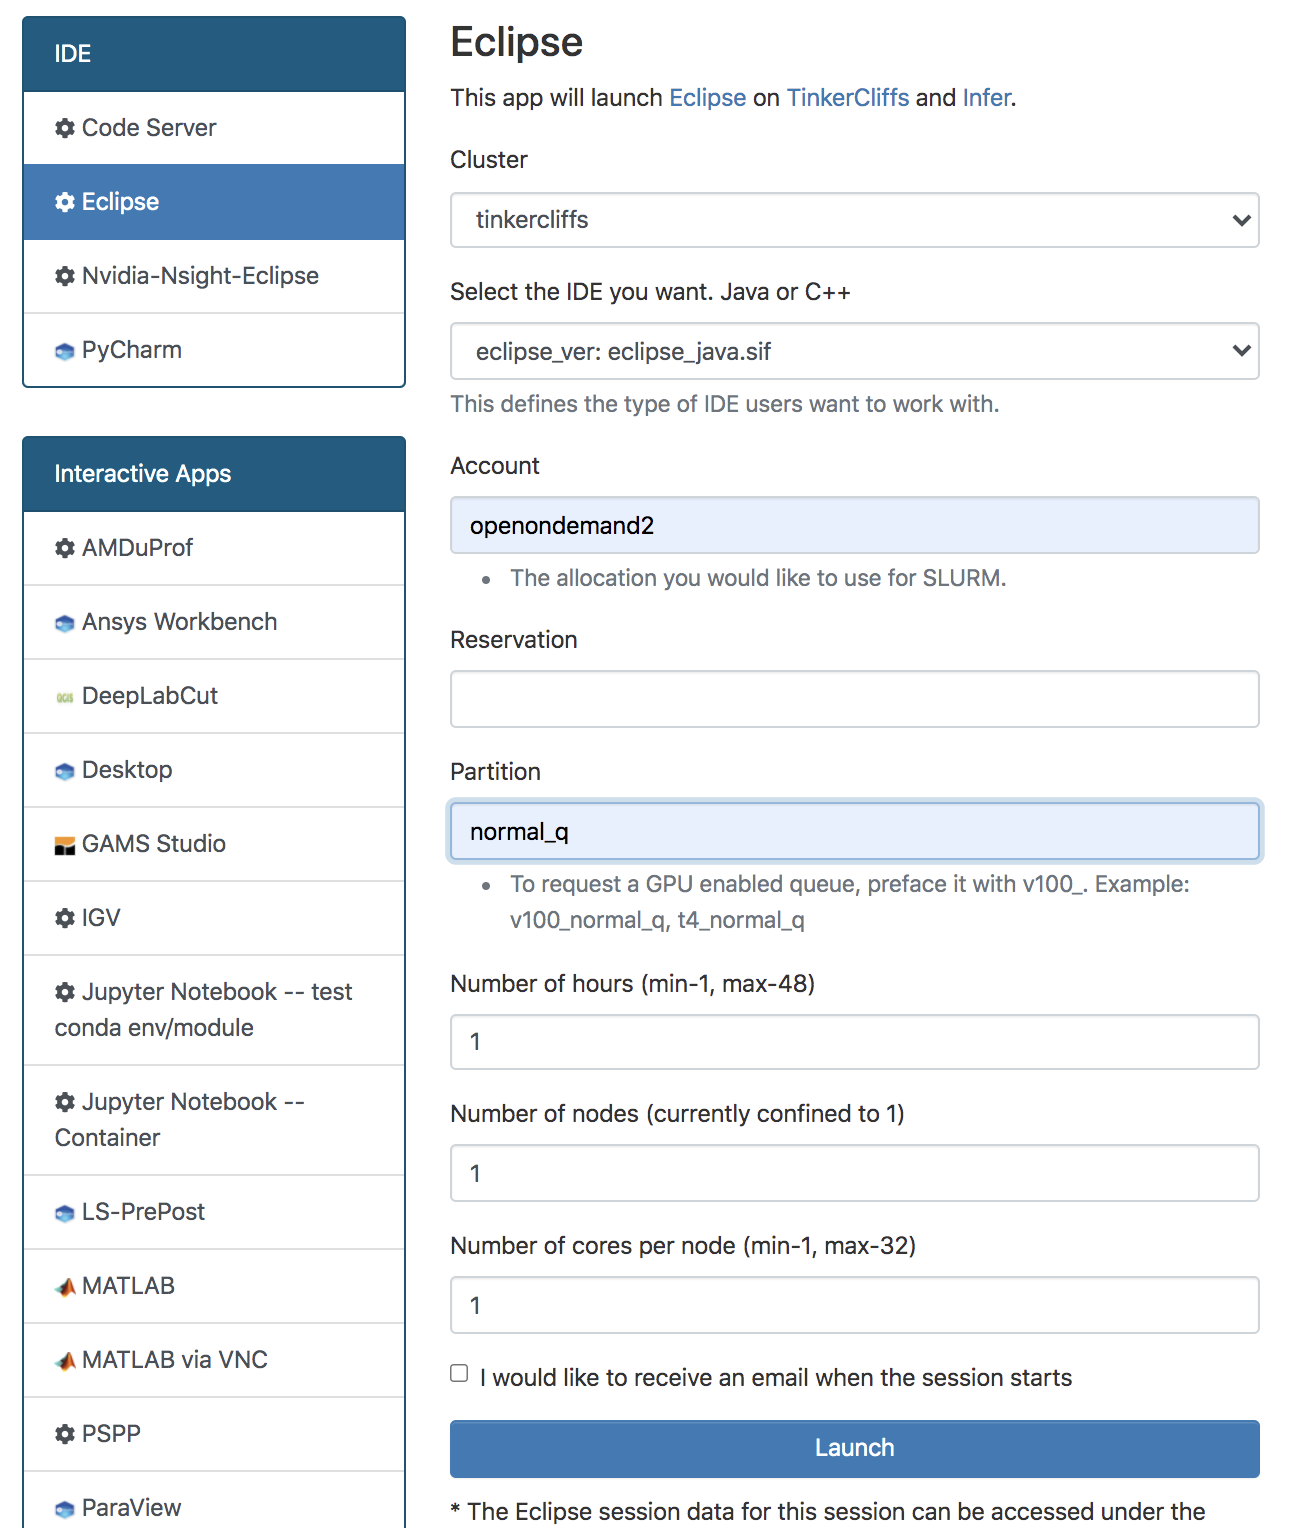 IDE
Code Server
Eclipse
Nvidia-Nsight-Eclipse
PyCharm
Interactive Apps
AMDuProf
Ansys Workbench
DeepLabCut
Desktop
GAMS Studio
IGV
Jupyter Notebook -- test
conda env/module
Jupyter Notebook --
Container
LS-PrePost
MATLAB
MATLAB via VNC
PSPP
ParaView
Eclipse
This app will launch Eclipse on TinkerCliffs and Infer.
Cluster
tinkercliffs
Select the IDE you want. Java or C++
eclipse_ver: eclipse_java.sif
This defines the type of IDE users want to work with.
Account
openondemand2
• The allocation you would like to use for SLURM.
Reservation
Partition
normal_q
• To request a GPU enabled queue, preface it with v100_. Example:
v100_normal_q, t4_normal_q
Number of hours (min-1, max-48)
1
Number of nodes (currently confined to 1)
1
Number of cores per node (min-1, max-32)
1
I would like to receive an email when the session starts
Launch
* The Eclipse session data for this session can be accessed under the